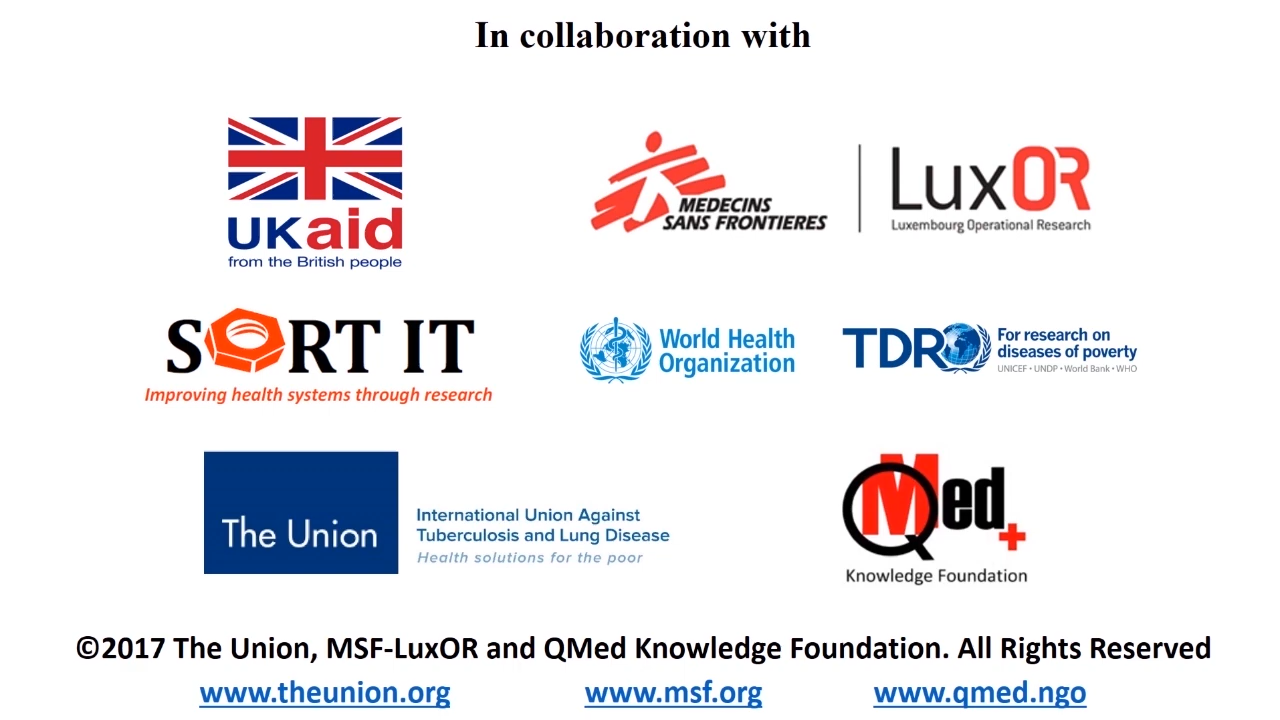 In collaboration with
UKaid
from the British people
MEDECINS
SANS FRONTIERES
LuxOR
Luxembourg Operational Research
SORT IT
Improving health systems through research
World Health
Organization
TDR
For research on
diseases of poverty
UNICEF • UNDP • World Bank • WHO
The Union
International Union Against
Tuberculosis and Lung Disease
Health solutions for the poor
QMed
Knowledge Foundation
©2017 The Union, MSF-LuxOR and QMed Knowledge Foundation. All Rights Reserved
www.theunion.org www.msf.org www.qmed.ngo